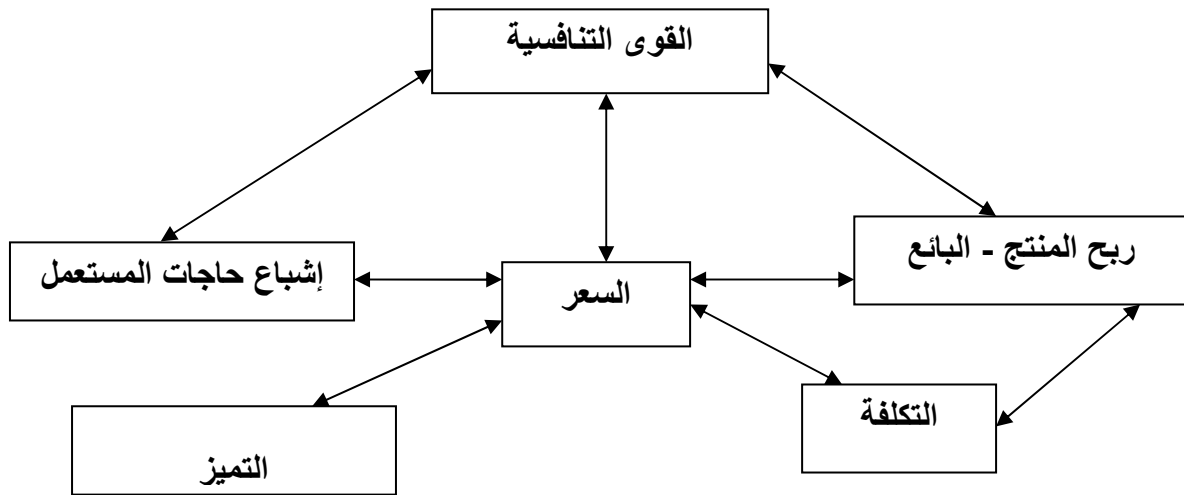 القوى التنافسية
ربح المنتج - البائع
إشباع حاجات المستعمل
السعر
التكلفة
التميز